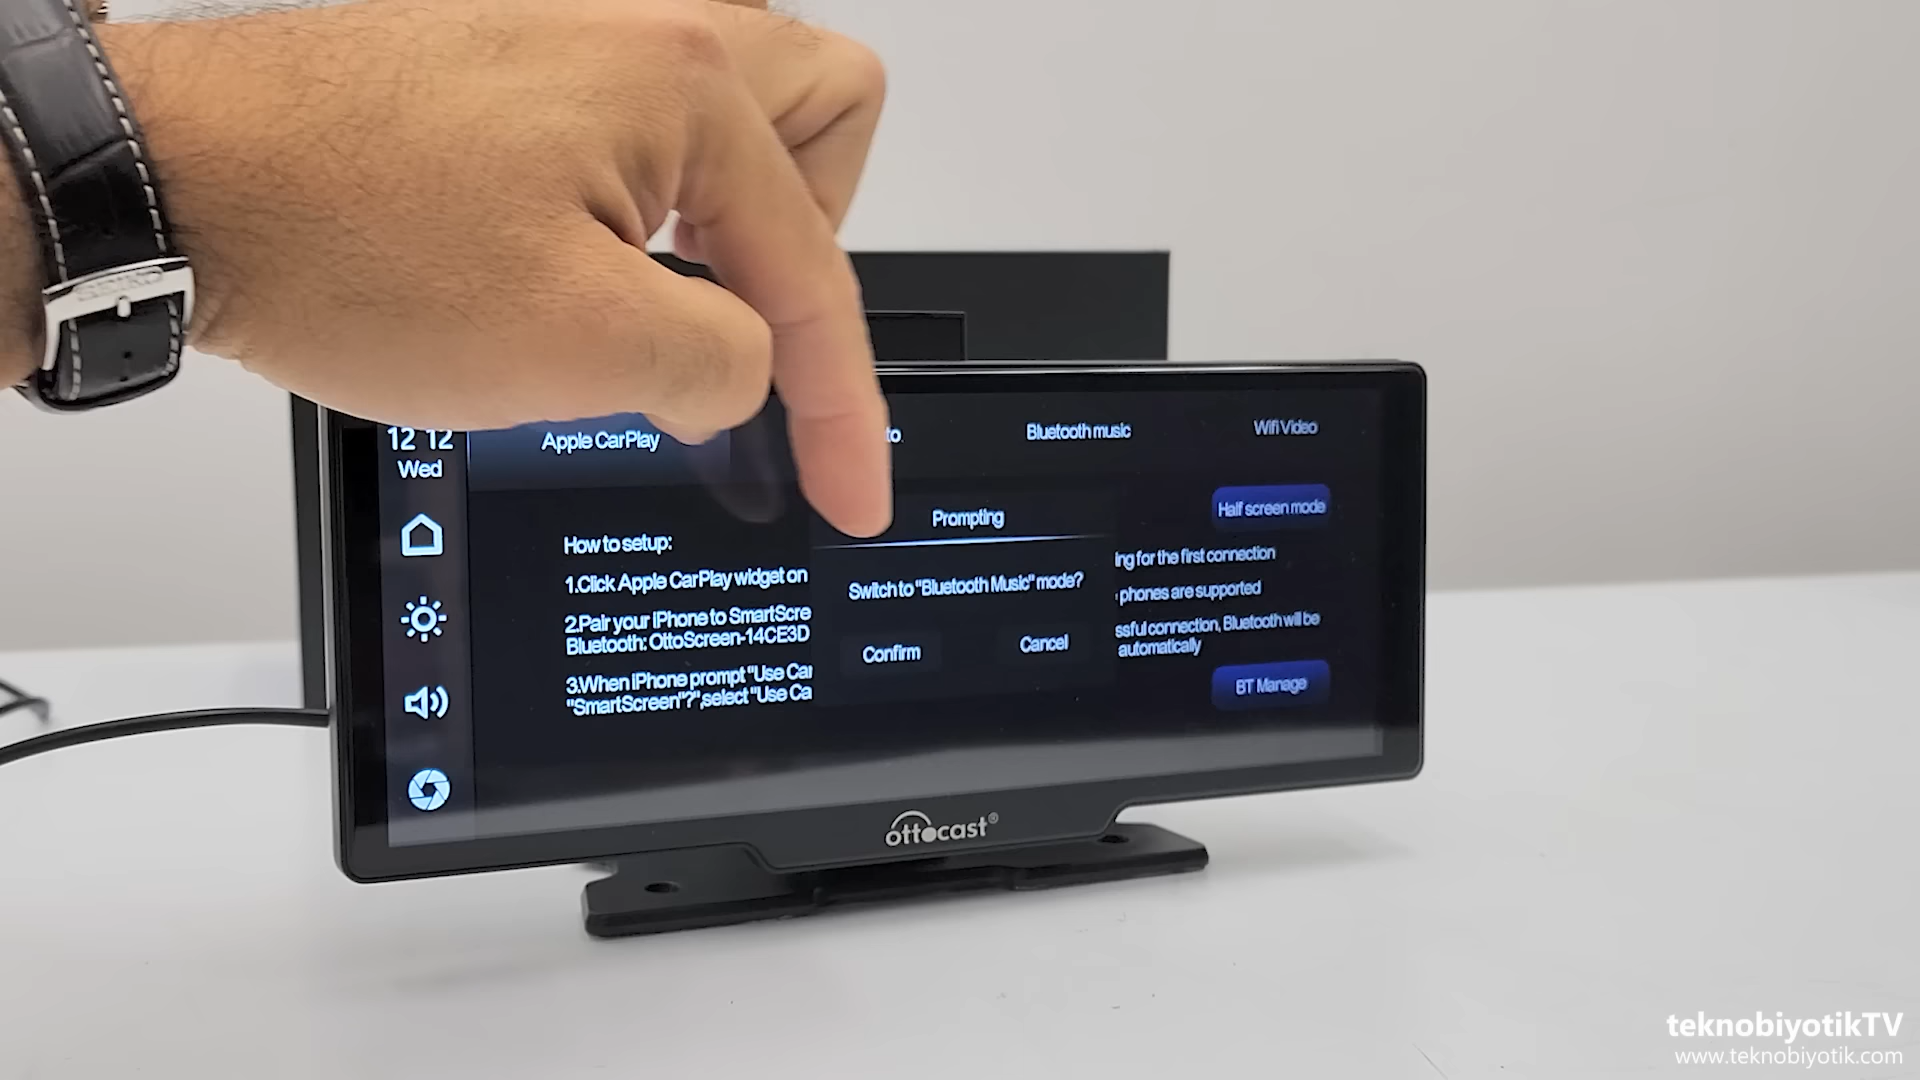 SEIKO
12 12
Wed
Apple CarPlay
to
Bluetooth music
Wifi Video
Half screen mode
How to setup:
1.Click Apple CarPlay widget on
2.Pair your iPhone to SmartScre
Bluetooth: OttoScreen-14CE3D
3.When iPhone prompt "Use Car
"SmartScreen"?",select "Use Ca
Prompting
Switch to "Bluetooth Music" mode?
Confirm
Cancel
ing for the first connection
phones are supported
ssful connection, Bluetooth will be
automatically
BT Manage
ottocast®
teknobiyotikTV
www.teknobiyotik.com